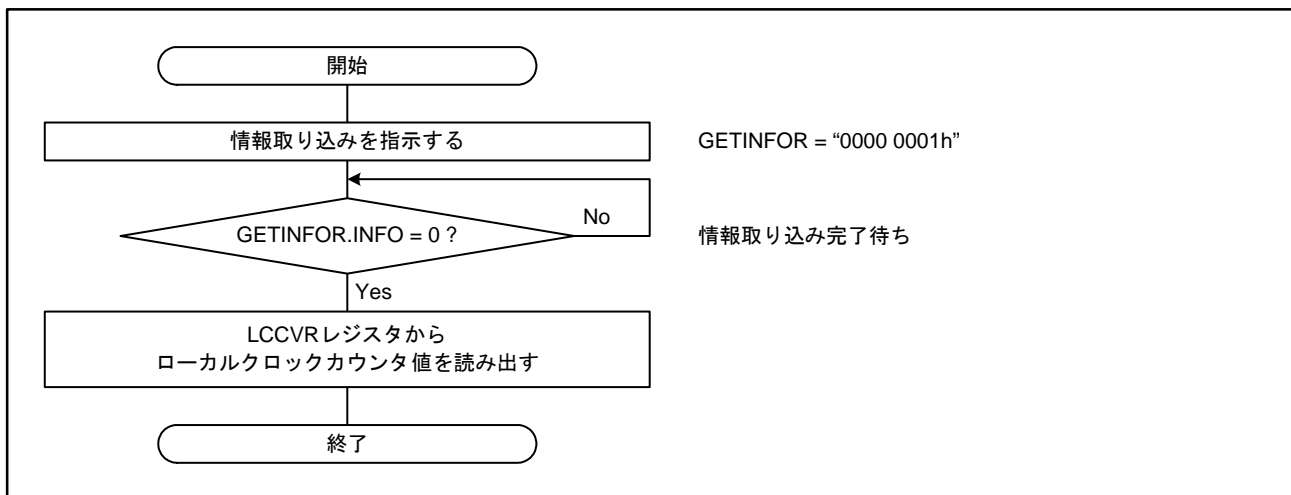 開始
情報取り込みを指示する
GETINFOR = “0000 0001h”
No
GETINFOR.INFO = 0 ?
情報取り込み完了待ち
Yes
LCCVRレジスタから
ローカルクロックカウンタ値を読み出す
終了